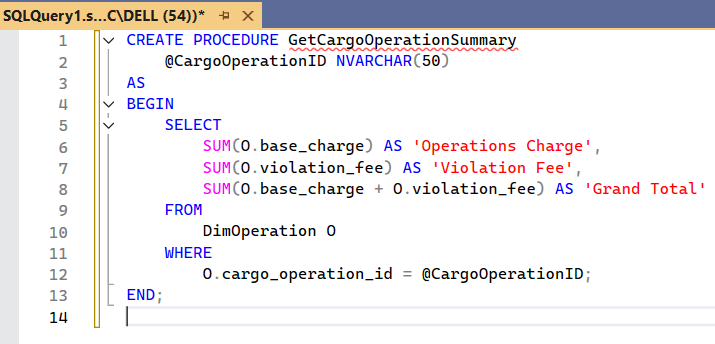 SQLQuery1.s...C\DELL (54))*
1 CREATE PROCEDURE GetCargoOperationSummary
2 @CargoOperationID NVARCHAR(50)
3 AS
4 BEGIN
5 SELECT
6 SUM(O.base_charge) AS 'Operations Charge',
7 SUM(O.violation_fee) AS 'Violation Fee',
8 SUM(O.base_charge + O.violation_fee) AS 'Grand Total'
9 FROM
10 DimOperation O
11 WHERE
12 O.cargo_operation_id = @CargoOperationID;
13 END;
14